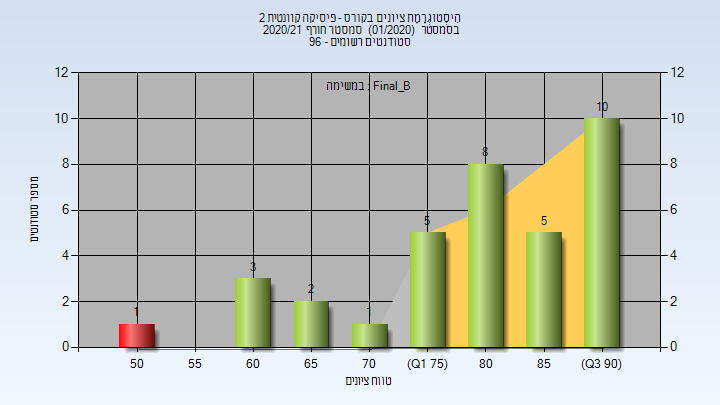 היסטוגרמת ציונים בקורס - פיסיקה קוונטית 2
בסמסטר (01/2020) סמסטר חורף 2020/21
סטודנטים רשומים - 96
במשימה : Final_B
מספר סטודנטים
12 12
10 10
8 8
6 6
4 4
2 2
0 0
1 3 2 1 5 8 5 10
50 55 60 65 70 (Q1 75) 80 85 (Q3 90)
טווח ציונים